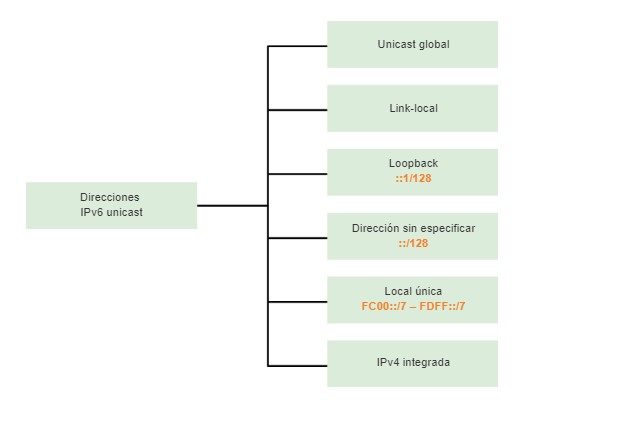 Unicast global
Link-local
Loopback
::1/128
Direcciones
IPv6 unicast
Dirección sin especificar
::/128
Local única
FC00::/7 – FDFF::/7
IPv4 integrada